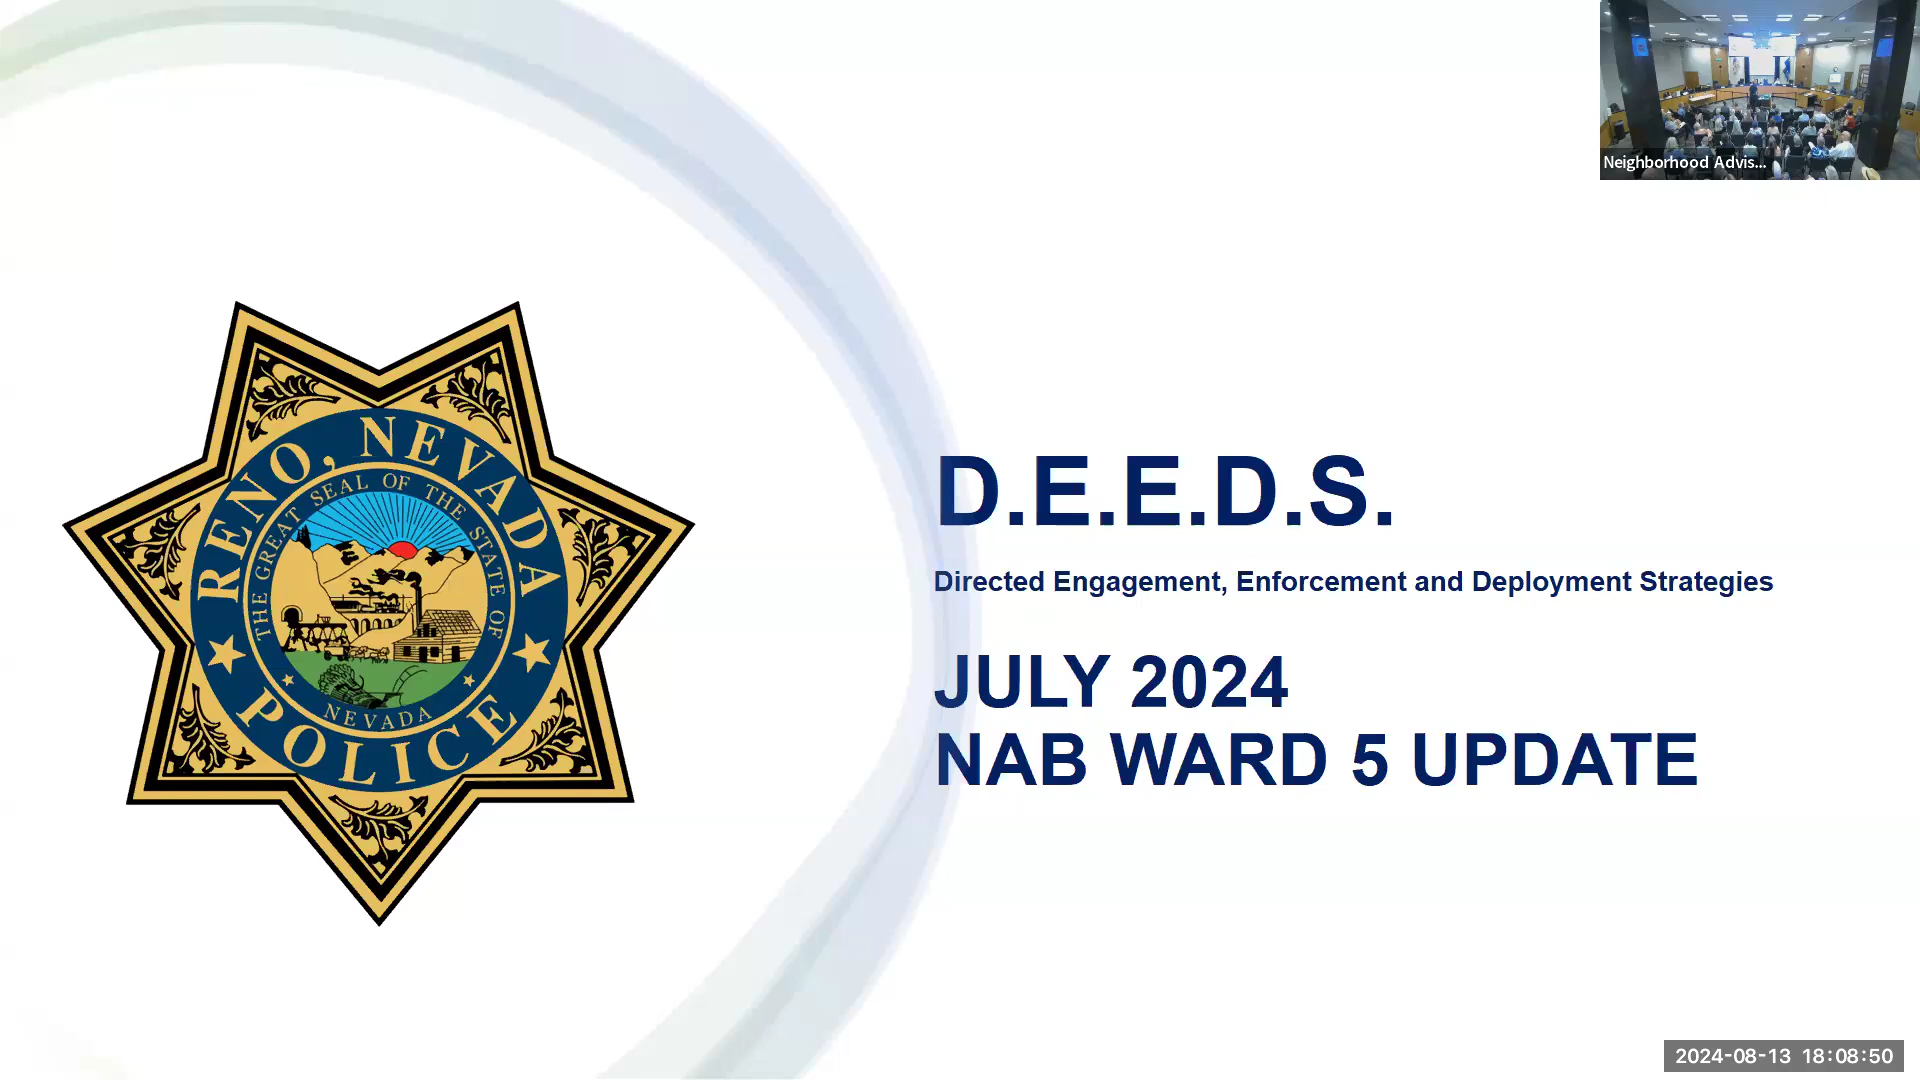 Neighborhood Advis...
RENO, NEVADA
THE GREAT SEAL OF THE STATE OF
NEVADA
POLICE
D.E.E.D.S.
Directed Engagement, Enforcement and Deployment Strategies
JULY 2024
NAB WARD 5 UPDATE
2024-08-13 18:08:50